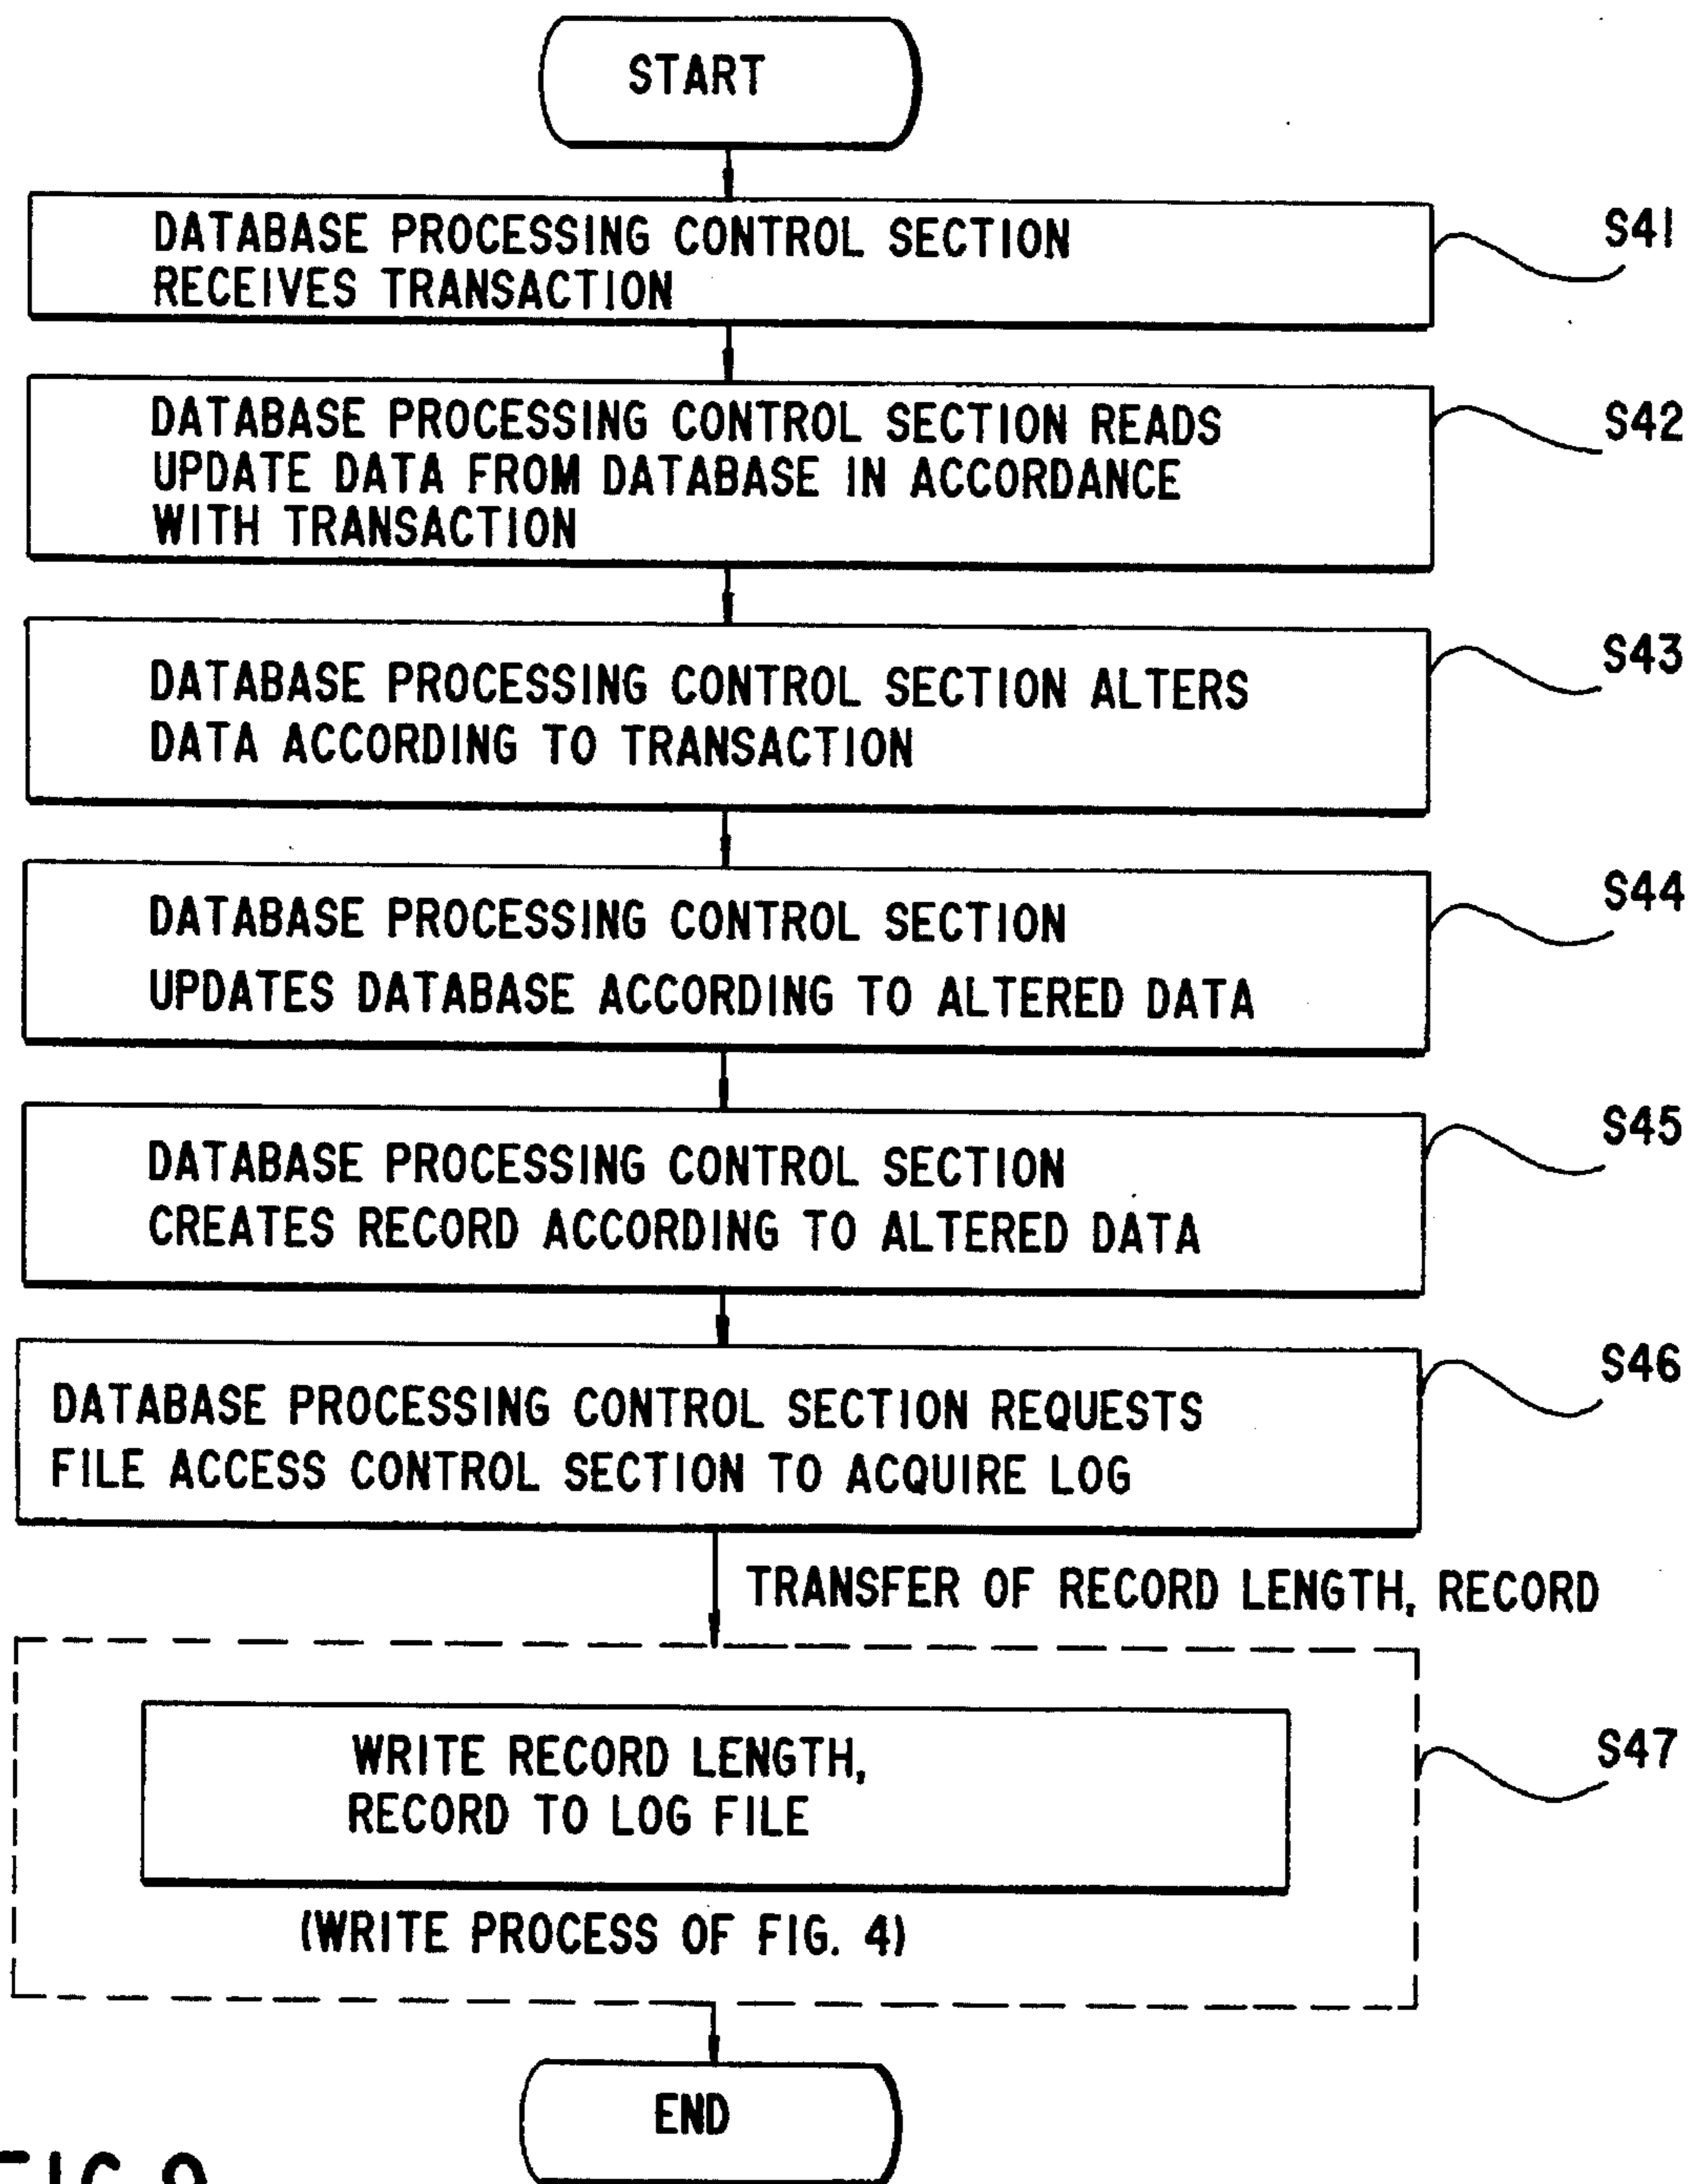 START
DATABASE PROCESSING CONTROL SECTION
RECEIVES TRANSACTION
S41
DATABASE PROCESSING CONTROL SECTION READS
UPDATE DATA FROM DATABASE IN ACCORDANCE
WITH TRANSACTION
S42
DATABASE PROCESSING CONTROL SECTION ALTERS
DATA ACCORDING TO TRANSACTION
S43
DATABASE PROCESSING CONTROL SECTION
UPDATES DATABASE ACCORDING TO ALTERED DATA
S44
DATABASE PROCESSING CONTROL SECTION
CREATES RECORD ACCORDING TO ALTERED DATA
S45
DATABASE PROCESSING CONTROL SECTION REQUESTS
FILE ACCESS CONTROL SECTION TO ACQUIRE LOG
S46
TRANSFER OF RECORD LENGTH, RECORD
WRITE RECORD LENGTH,
RECORD TO LOG FILE
S47
(WRITE PROCESS OF FIG. 4)
END